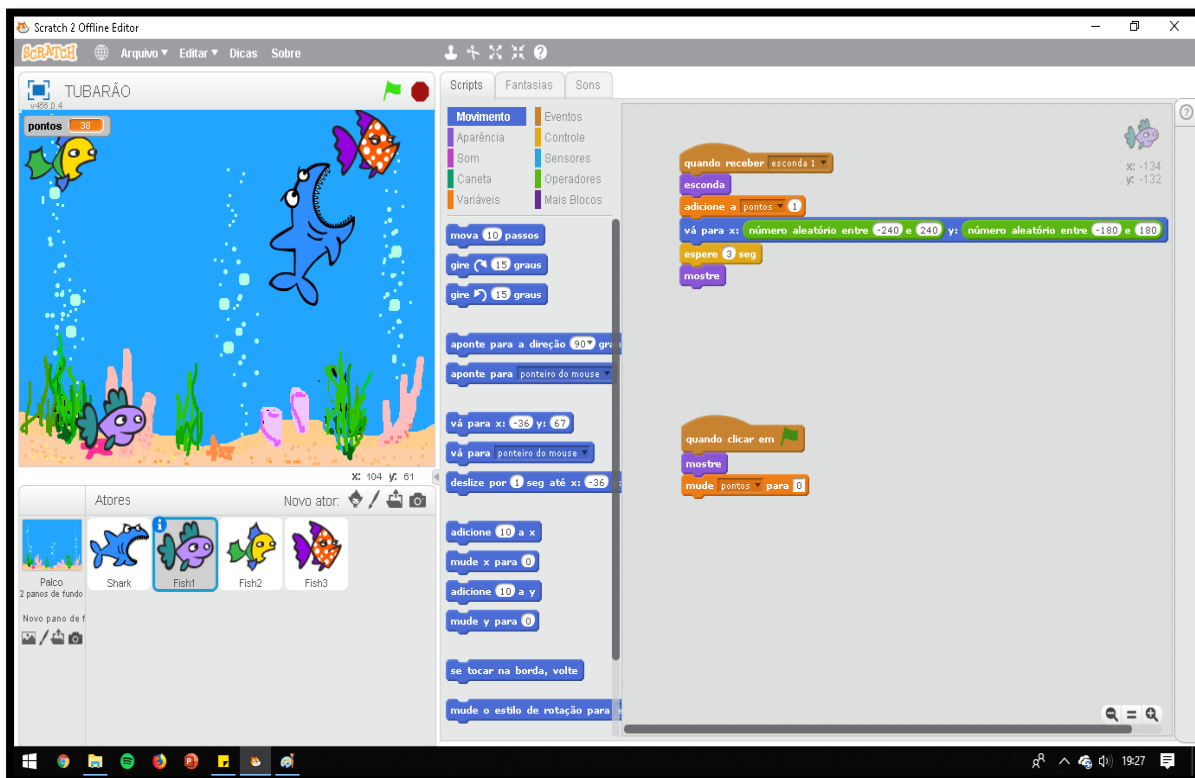 Scratch 2 Offline Editor
SCRATCH Arquivo Editar Dicas Sobre
TUBARÃO
v456.0.4
pontos 38
X: 104 y: 61
Atores
Novo ator:
Palco
2 panos de fundo
Novo pano de f
Shark
Fish1
Fish2
Fish3
Scripts Fantasias Sons
Movimento
Aparência
Som
Caneta
Variáveis
Eventos
Controle
Sensores
Operadores
Mais Blocos
mova 10 passos
gire 15 graus
gire 15 graus
aponte para a direção 90 gra
aponte para ponteiro do mouse
vá para x: -36 y: 67
vá para ponteiro do mouse
deslize por 1 seg até x: -36 y:
adicione 10 a x
mude x para 0
adicione 10 a y
mude y para 0
se tocar na borda, volte
mude o estilo de rotação para
quando receber esconda 1
esconda
adicione a pontos 1
vá para x: número aleatório entre -240 e 240 y: número aleatório entre -180 e 180
espere 3 seg
mostre
quando clicar em
mostre
mude pontos para 0
x: -134
y: -132
19:27